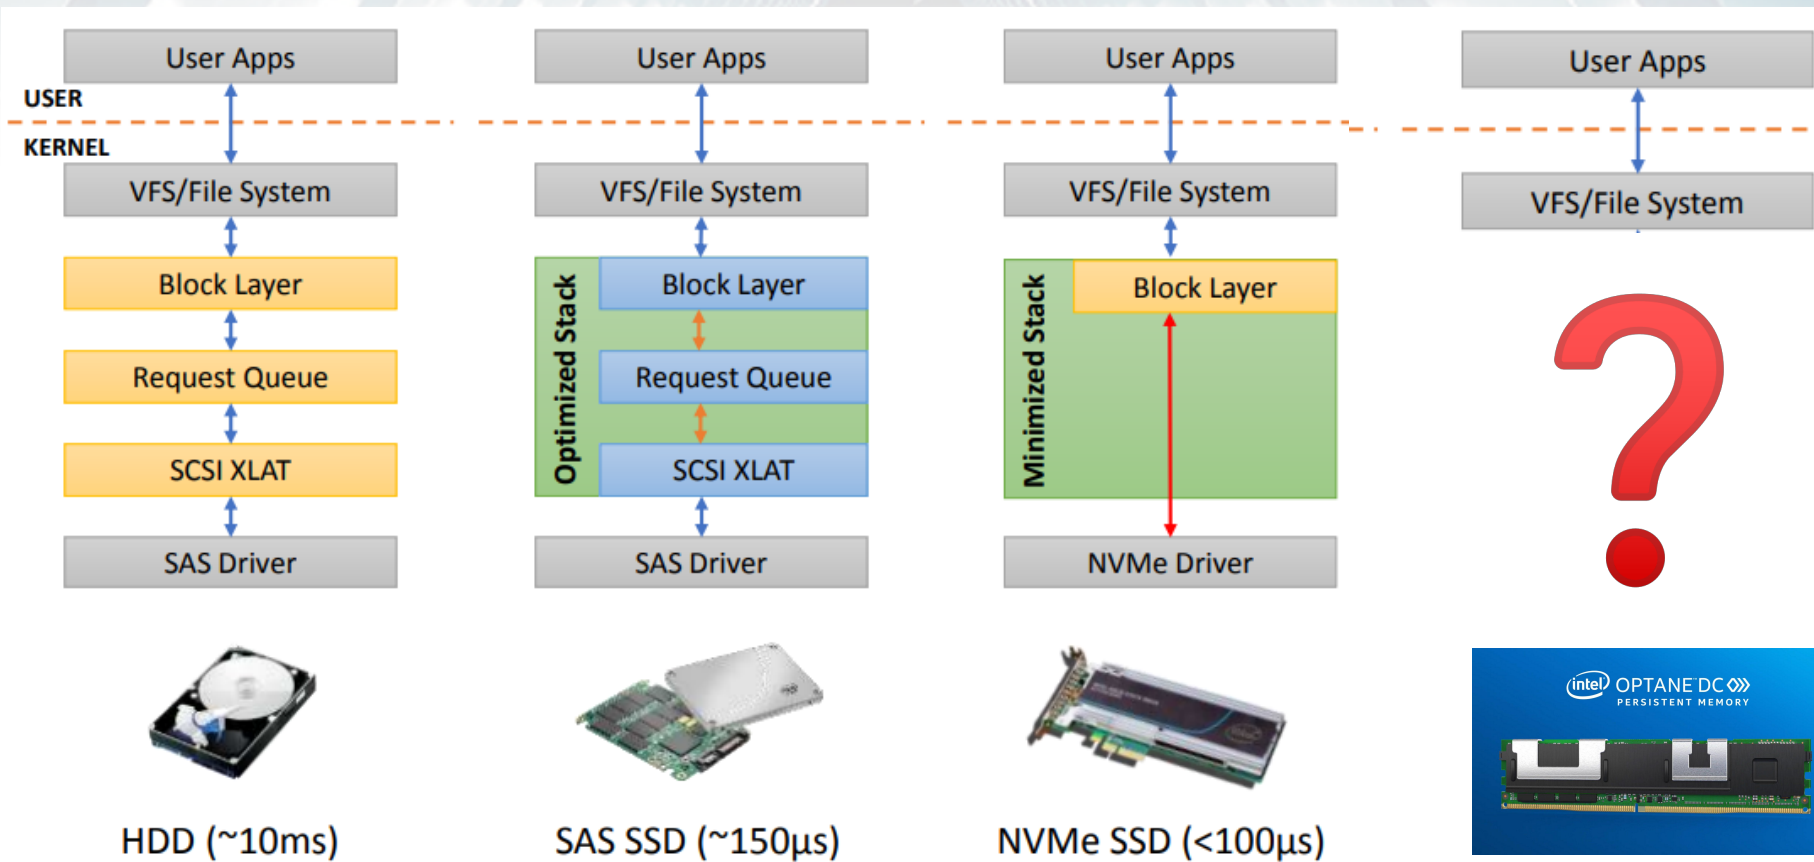 User Apps
User Apps
User Apps
User Apps
USER
KERNEL
VFS/File System
VFS/File System
VFS/File System
VFS/File System
Block Layer
Request Queue
SCSI XLAT
SAS Driver
Optimized Stack
Block Layer
Request Queue
SCSI XLAT
SAS Driver
Minimized Stack
Block Layer
NVMe Driver
?
intel OPTANE DC
PERSISTENT MEMORY
HDD (~10ms)
SAS SSD (~150µs)
NVMe SSD (<100µs)